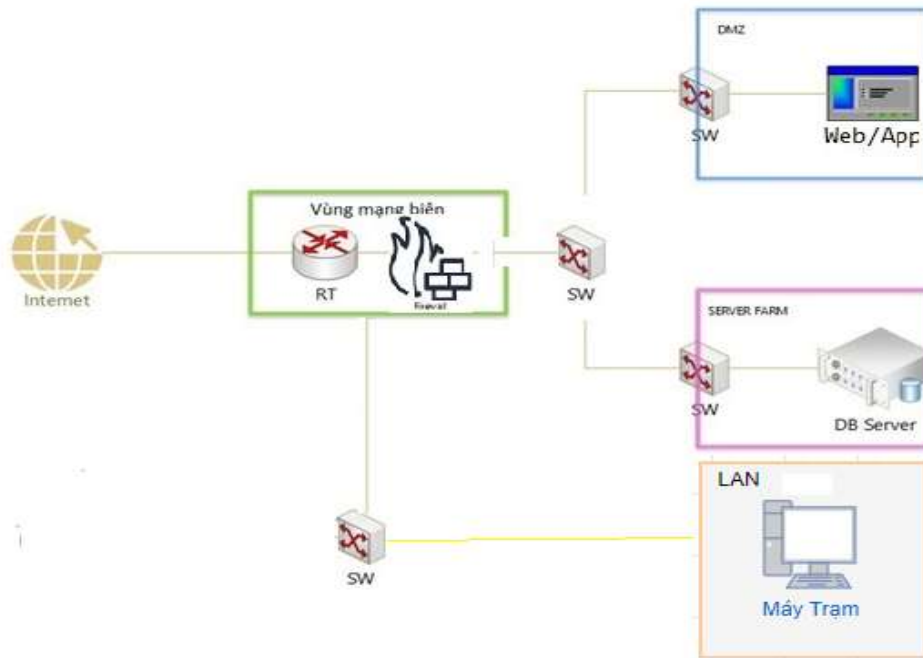 DMZ
Web/App
SW
Vùng mạng biên
Internet
RT
SW
SERVER FARM
SW
DB Server
LAN
SW
Máy Trạm